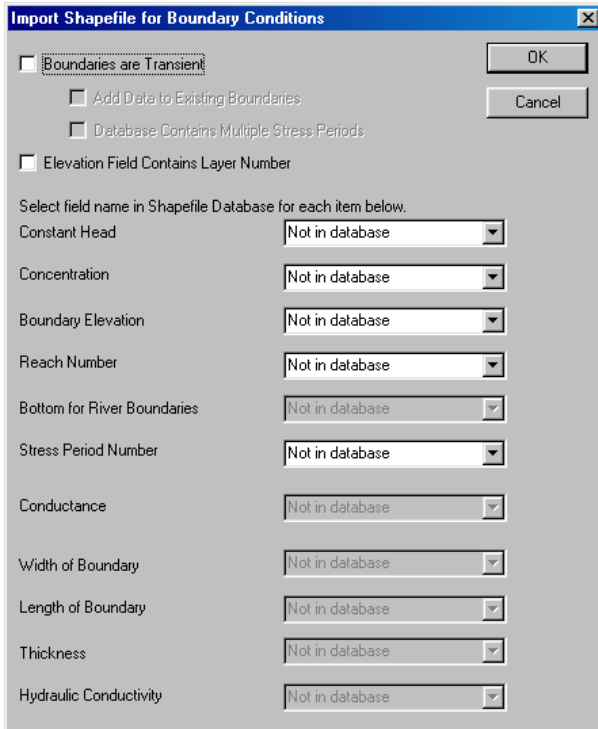 Import Shapefile for Boundary Conditions
Boundaries are Transient
OK
Add Data to Existing Boundaries
Cancel
Database Contains Multiple Stress Periods
Elevation Field Contains Layer Number
Select field name in Shapefile Database for each item below.
Constant Head Not in database
Concentration Not in database
Boundary Elevation Not in database
Reach Number Not in database
Bottom for River Boundaries Not in database
Stress Period Number Not in database
Conductance Not in database
Width of Boundary Not in database
Length of Boundary Not in database
Thickness Not in database
Hydraulic Conductivity Not in database